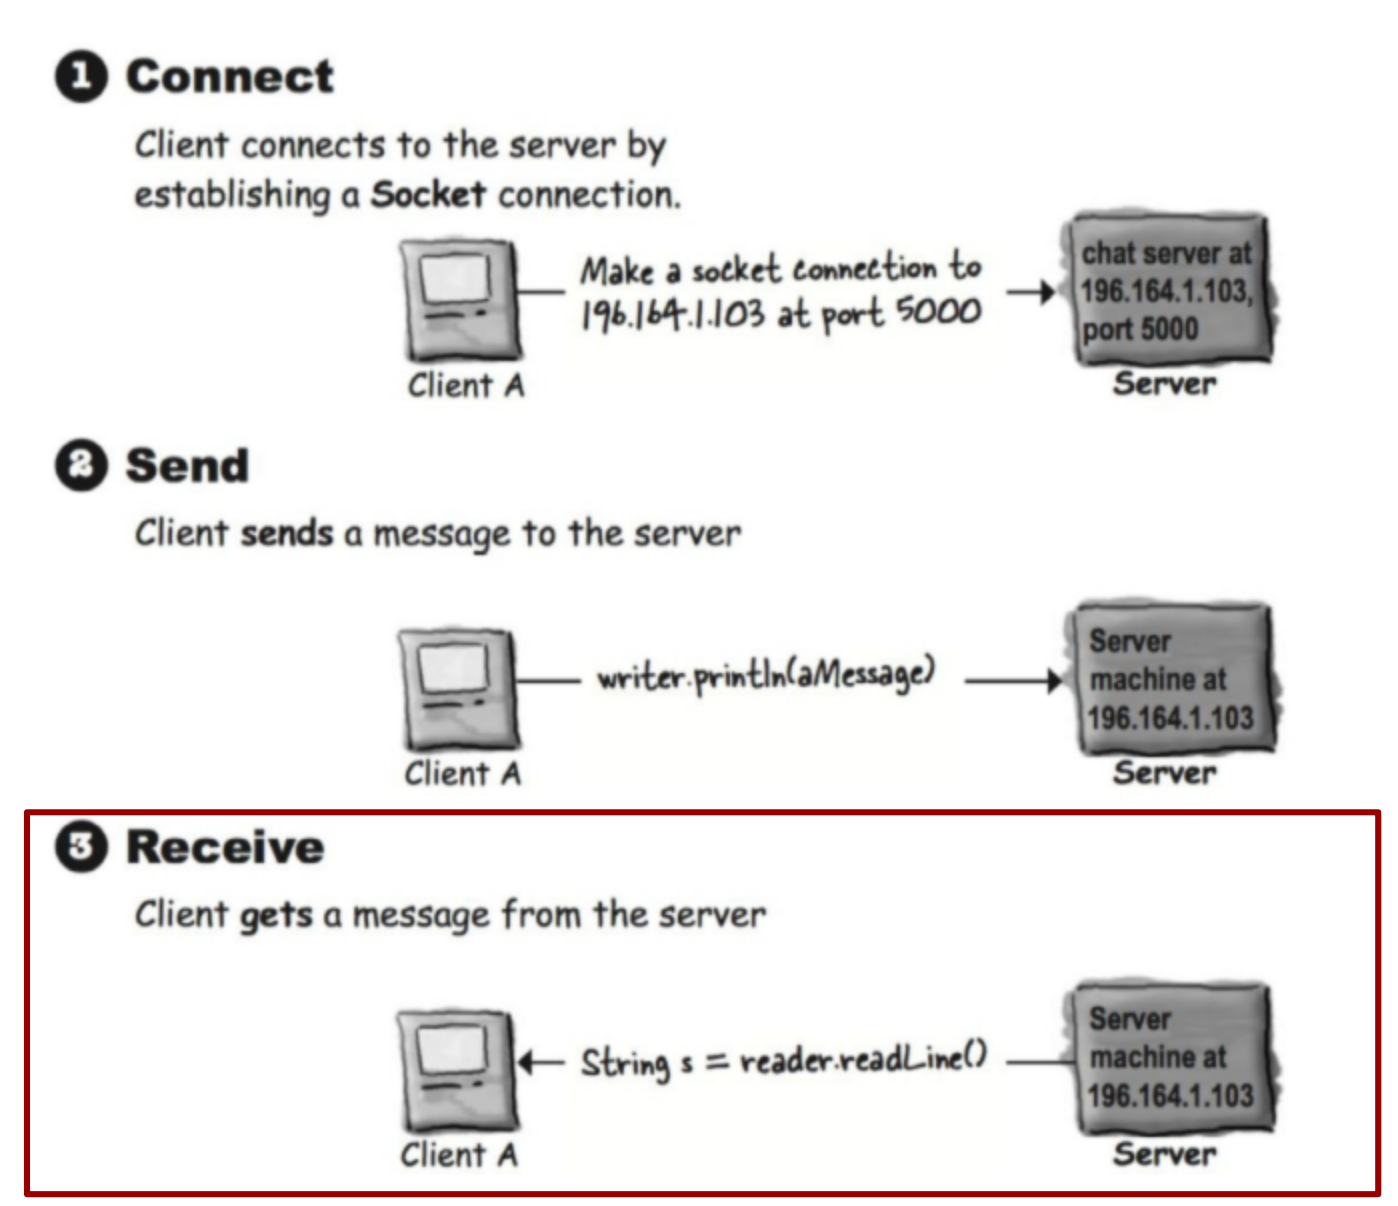 1 Connect
Client connects to the server by
establishing a Socket connection.
Make a socket connection to
196.164.1.103 at port 5000
chat server at
196.164.1.103,
port 5000
Client A
Server
2 Send
Client sends a message to the server
writer.println(aMessage)
Server
machine at
196.164.1.103
Client A
Server
3 Receive
Client gets a message from the server
String s = reader.readLine()
Server
machine at
196.164.1.103
Client A
Server